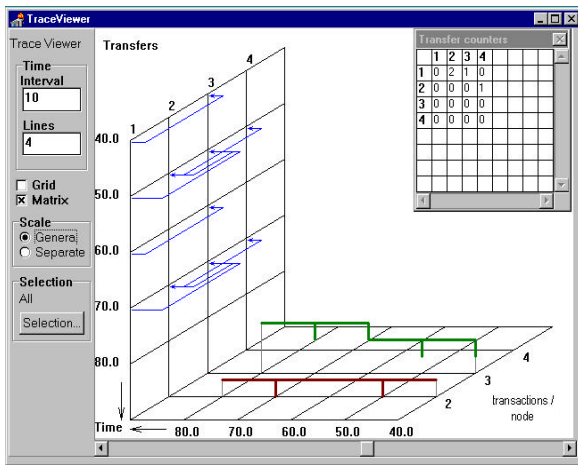 TraceViewer
Trace Viewer
Time
Interval
10
Lines
4
Grid
Matrix
Scale
General
Separate
Selection
All
Selection...
Transfers
1
2
3
4
40.0
50.0
60.0
70.0
80.0
Time
80.0 70.0 60.0 50.0 40.0
2
3
4
transactions /
node
Transfer counters
1 2 3 4
1 0 2 1 0
2 0 0 0 1
3 0 0 0 0
4 0 0 0 0